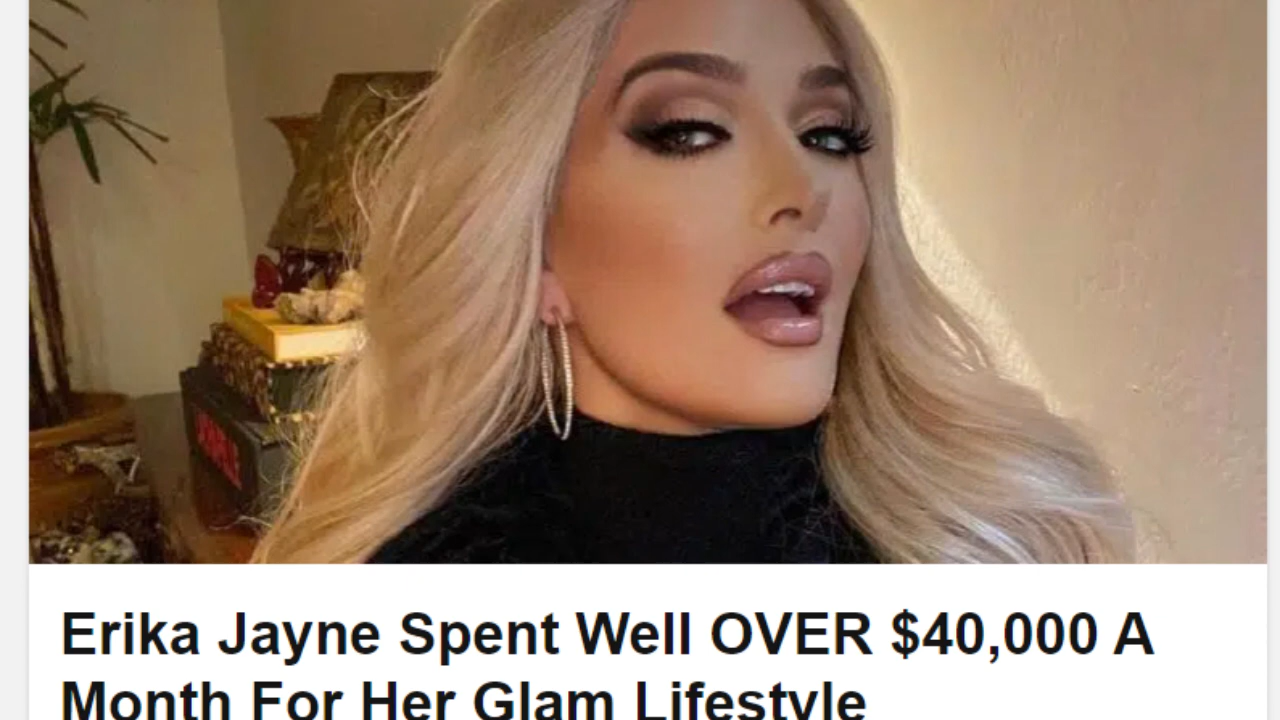 Erika Jayne Spent Well OVER $40,000 A
Month For Her Glam Lifestyle